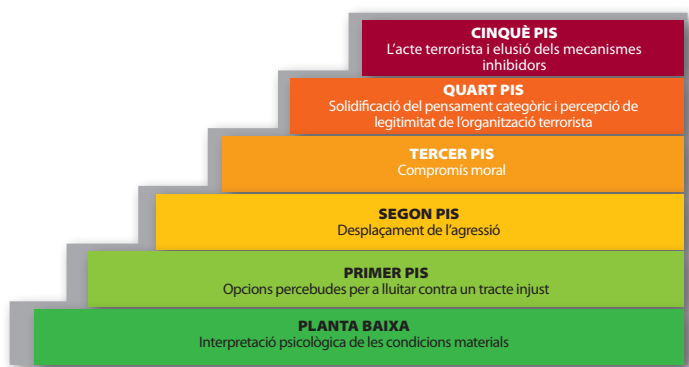 CINQUÈ PIS
L’acte terrorista i elusió dels mecanismes
inhibidors
QUART PIS
Solidificació del pensament categòric i percepció de
legitimitat de l’organització terrorista
TERCER PIS
Compromís moral
SEGON PIS
Desplaçament de l’agressió
PRIMER PIS
Opcions percebudes per a lluitar contra un tracte injust
PLANTA BAIXA
Interpretació psicològica de les condicions materials